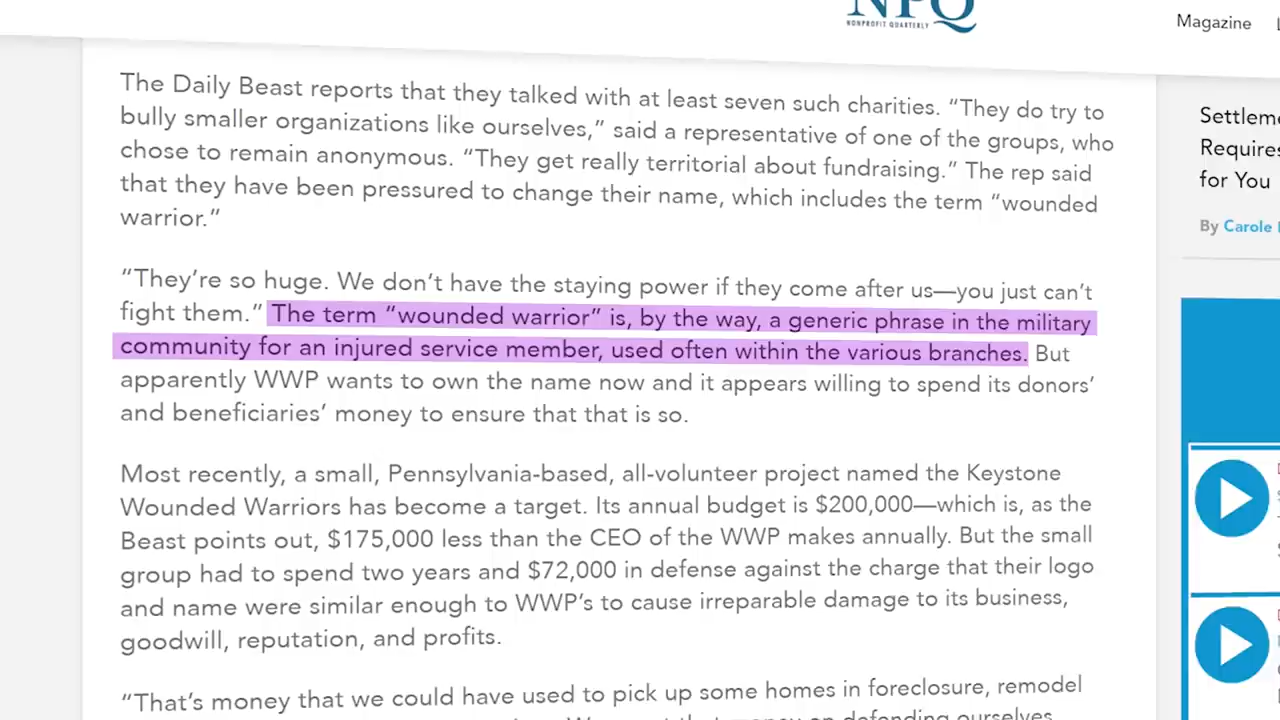 NPQ
NONPROFIT QUARTERLY
Magazine
The Daily Beast reports that they talked with at least seven such charities. “They do try to
bully smaller organizations like ourselves,” said a representative of one of the groups, who
chose to remain anonymous. “They get really territorial about fundraising.” The rep said
that they have been pressured to change their name, which includes the term “wounded
warrior.”
“They’re so huge. We don’t have the staying power if they come after us—you just can’t
fight them.” The term “wounded warrior” is, by the way, a generic phrase in the military
community for an injured service member, used often within the various branches. But
apparently WWP wants to own the name now and it appears willing to spend its donors’
and beneficiaries’ money to ensure that that is so.
Most recently, a small, Pennsylvania-based, all-volunteer project named the Keystone
Wounded Warriors has become a target. Its annual budget is $200,000—which is, as the
Beast points out, $175,000 less than the CEO of the WWP makes annually. But the small
group had to spend two years and $72,000 in defense against the charge that their logo
and name were similar enough to WWP’s to cause irreparable damage to its business,
goodwill, reputation, and profits.
“That’s money that we could have used to pick up some homes in foreclosure, remodel
Settleme
Requires
for You
By Carole